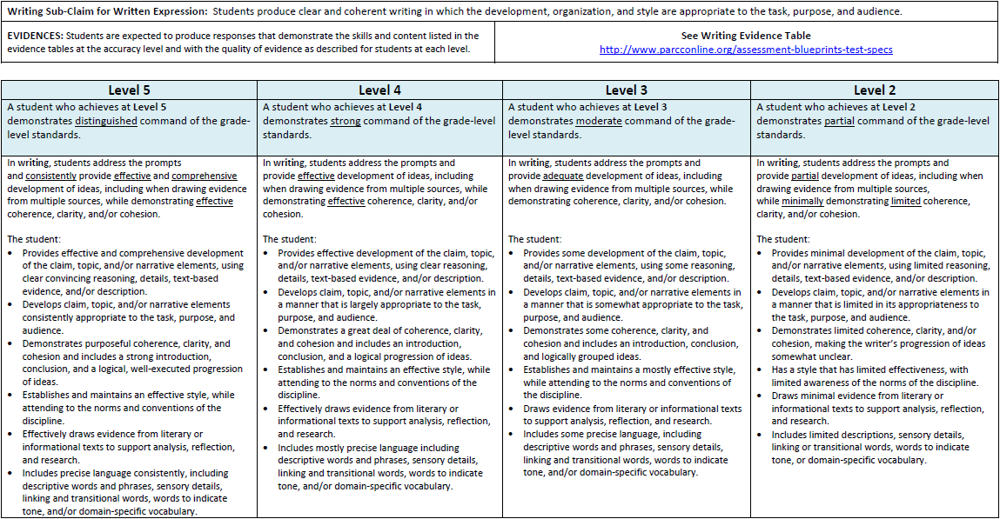 Writing Sub-Claim for Written Expression: Students produce clear and coherent writing in which the development, organization, and style are appropriate to the task, purpose, and audience.
EVIDENCES: Students are expected to produce responses that demonstrate the skills and content listed in the
evidence tables at the accuracy level and with the quality of evidence as described for students at each level.
See Writing Evidence Table
http://www.parcconline.org/assessment-blueprints-test-specs
Level 5
A student who achieves at Level 5
demonstrates distinguished command of the grade-
level standards.
In writing, students address the prompts
and consistently provide effective and comprehensive
development of ideas, including when drawing evidence
from multiple sources, while demonstrating effective
coherence, clarity, and/or cohesion.
The student:
• Provides effective and comprehensive development
of the claim, topic, and/or narrative elements, using
clear convincing reasoning, details, text-based
evidence, and/or description.
• Develops claim, topic, and/or narrative elements
consistently appropriate to the task, purpose, and
audience.
• Demonstrates purposeful coherence, clarity, and
cohesion and includes a strong introduction,
conclusion, and a logical, well-executed progression
of ideas.
• Establishes and maintains an effective style, while
attending to the norms and conventions of the
discipline.
• Effectively draws evidence from literary or
informational texts to support analysis, reflection,
and research.
• Includes precise language consistently, including
descriptive words and phrases, sensory details,
linking and transitional words, words to indicate
tone, and/or domain-specific vocabulary.
Level 4
A student who achieves at Level 4
demonstrates strong command of the grade-level
standards.
In writing, students address the prompts and
provide effective development of ideas, including
when drawing evidence from multiple sources, while
demonstrating effective coherence, clarity, and/or
cohesion.
The student:
• Provides effective development of the claim, topic,
and/or narrative elements, using clear reasoning,
details, text-based evidence, and/or description.
• Develops claim, topic, and/or narrative elements in
a manner that is largely appropriate to the task,
purpose, and audience.
• Demonstrates a great deal of coherence, clarity,
and cohesion and includes an introduction,
conclusion, and a logical progression of ideas.
• Establishes and maintains an effective style, while
attending to the norms and conventions of the
discipline.
• Effectively draws evidence from literary or
informational texts to support analysis, reflection,
and research.
• Includes mostly precise language including
descriptive words and phrases, sensory details,
linking and transitional words, words to indicate
tone, and/or domain-specific vocabulary.
Level 3
A student who achieves at Level 3
demonstrates moderate command of the grade-
level standards.
In writing, students address the prompts and
provide adequate development of ideas, including
when drawing evidence from multiple sources, while
demonstrating coherence, clarity, and/or cohesion.
The student:
• Provides some development of the claim, topic,
and/or narrative elements, using some reasoning,
details, text-based evidence, and/or description.
• Develops claim, topic, and/or narrative elements in
a manner that is somewhat appropriate to the task,
purpose, and audience.
• Demonstrates some coherence, clarity, and
cohesion and includes an introduction, conclusion,
and logically grouped ideas.
• Establishes and maintains a mostly effective style,
while attending to the norms and conventions of
the discipline.
• Draws evidence from literary or informational texts
to support analysis, reflection, and research.
• Includes some precise language, including
descriptive words and phrases, sensory details,
linking and transitional words, words to indicate
tone, and/or domain-specific vocabulary.
Level 2
A student who achieves at Level 2
demonstrates partial command of the grade-level
standards.
In writing, students address the prompts and
provide partial development of ideas, including when
drawing evidence from multiple sources,
while minimally demonstrating limited coherence,
clarity, and/or cohesion.
The student:
• Provides minimal development of the claim, topic,
and/or narrative elements, using limited reasoning,
details, text-based evidence, and/or description.
• Develops claim, topic, and/or narrative elements in
a manner that is limited in its appropriateness to
the task, purpose, and audience.
• Demonstrates limited coherence, clarity, and/or
cohesion, making the writer's progression of ideas
somewhat unclear.
• Has a style that has limited effectiveness, with
limited awareness of the norms of the discipline.
• Draws minimal evidence from literary or
informational texts to support analysis, reflection,
and research.
• Includes limited descriptions, sensory details,
linking or transitional words, words to indicate
tone, or domain-specific vocabulary.